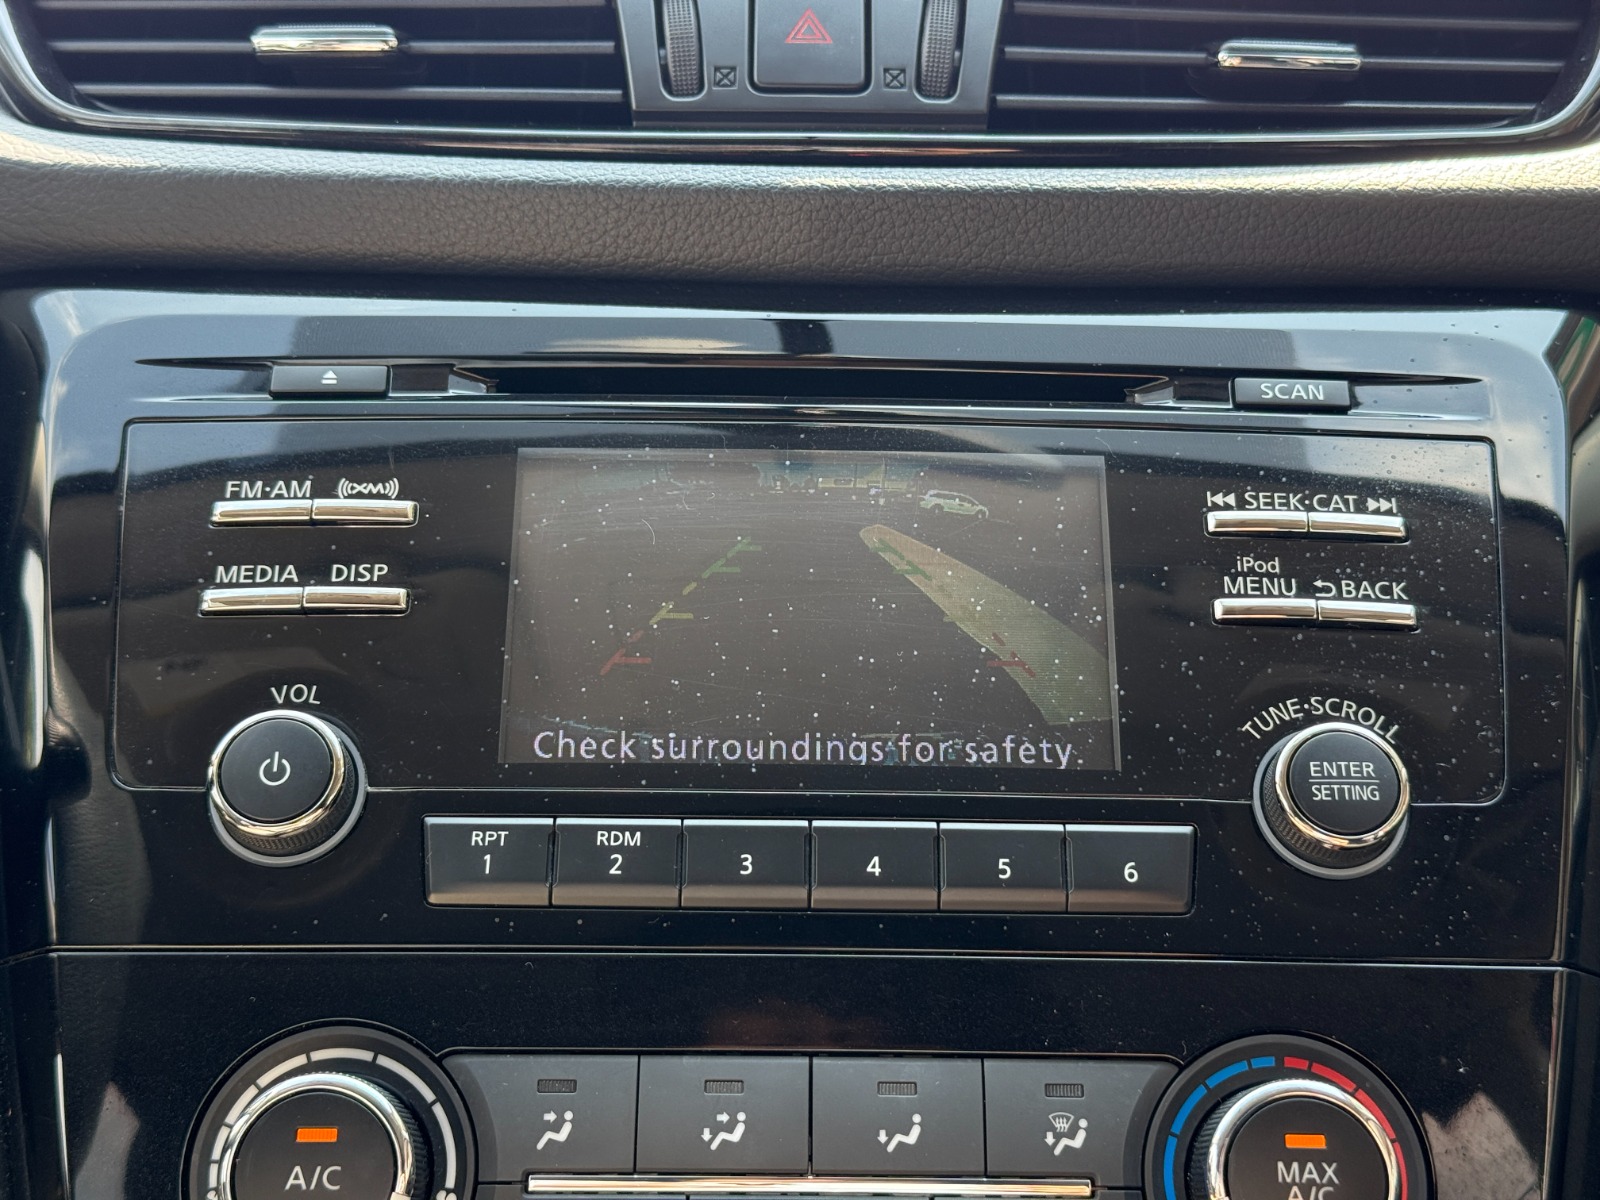 SCAN
FM·AM
XM
SEEK·CAT
MEDIA
DISP
iPod
MENU
BACK
VOL
TUNE·SCROLL
ENTER
SETTING
Check surroundings for safety.
RPT
1
RDM
2
3
4
5
6
A/C
MAX
A/C